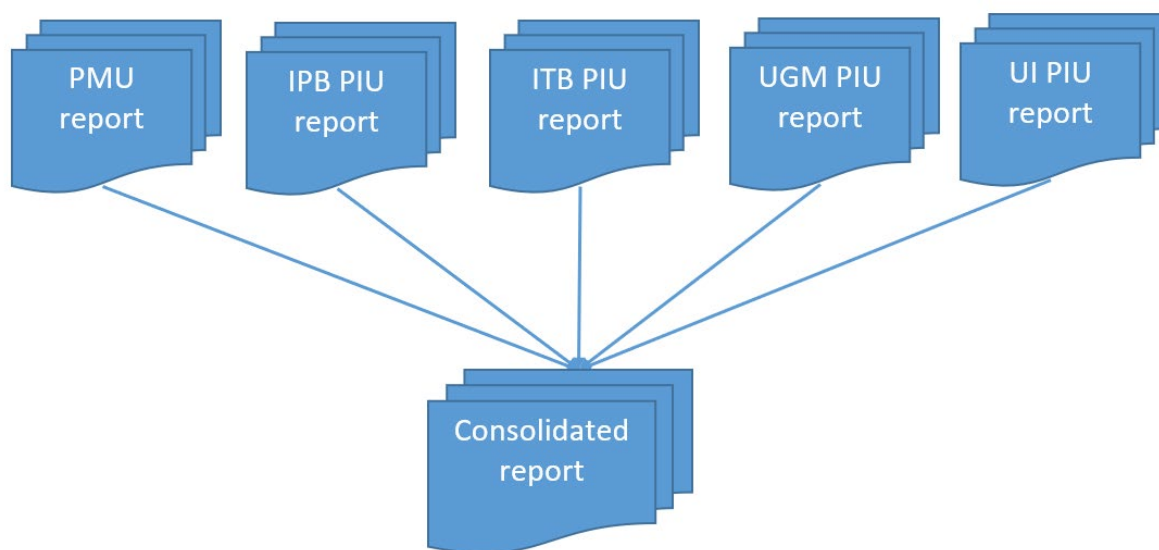 PMU
report
IPB PIU
report
ITB PIU
report
UGM PIU
report
UI PIU
report
Consolidated
report